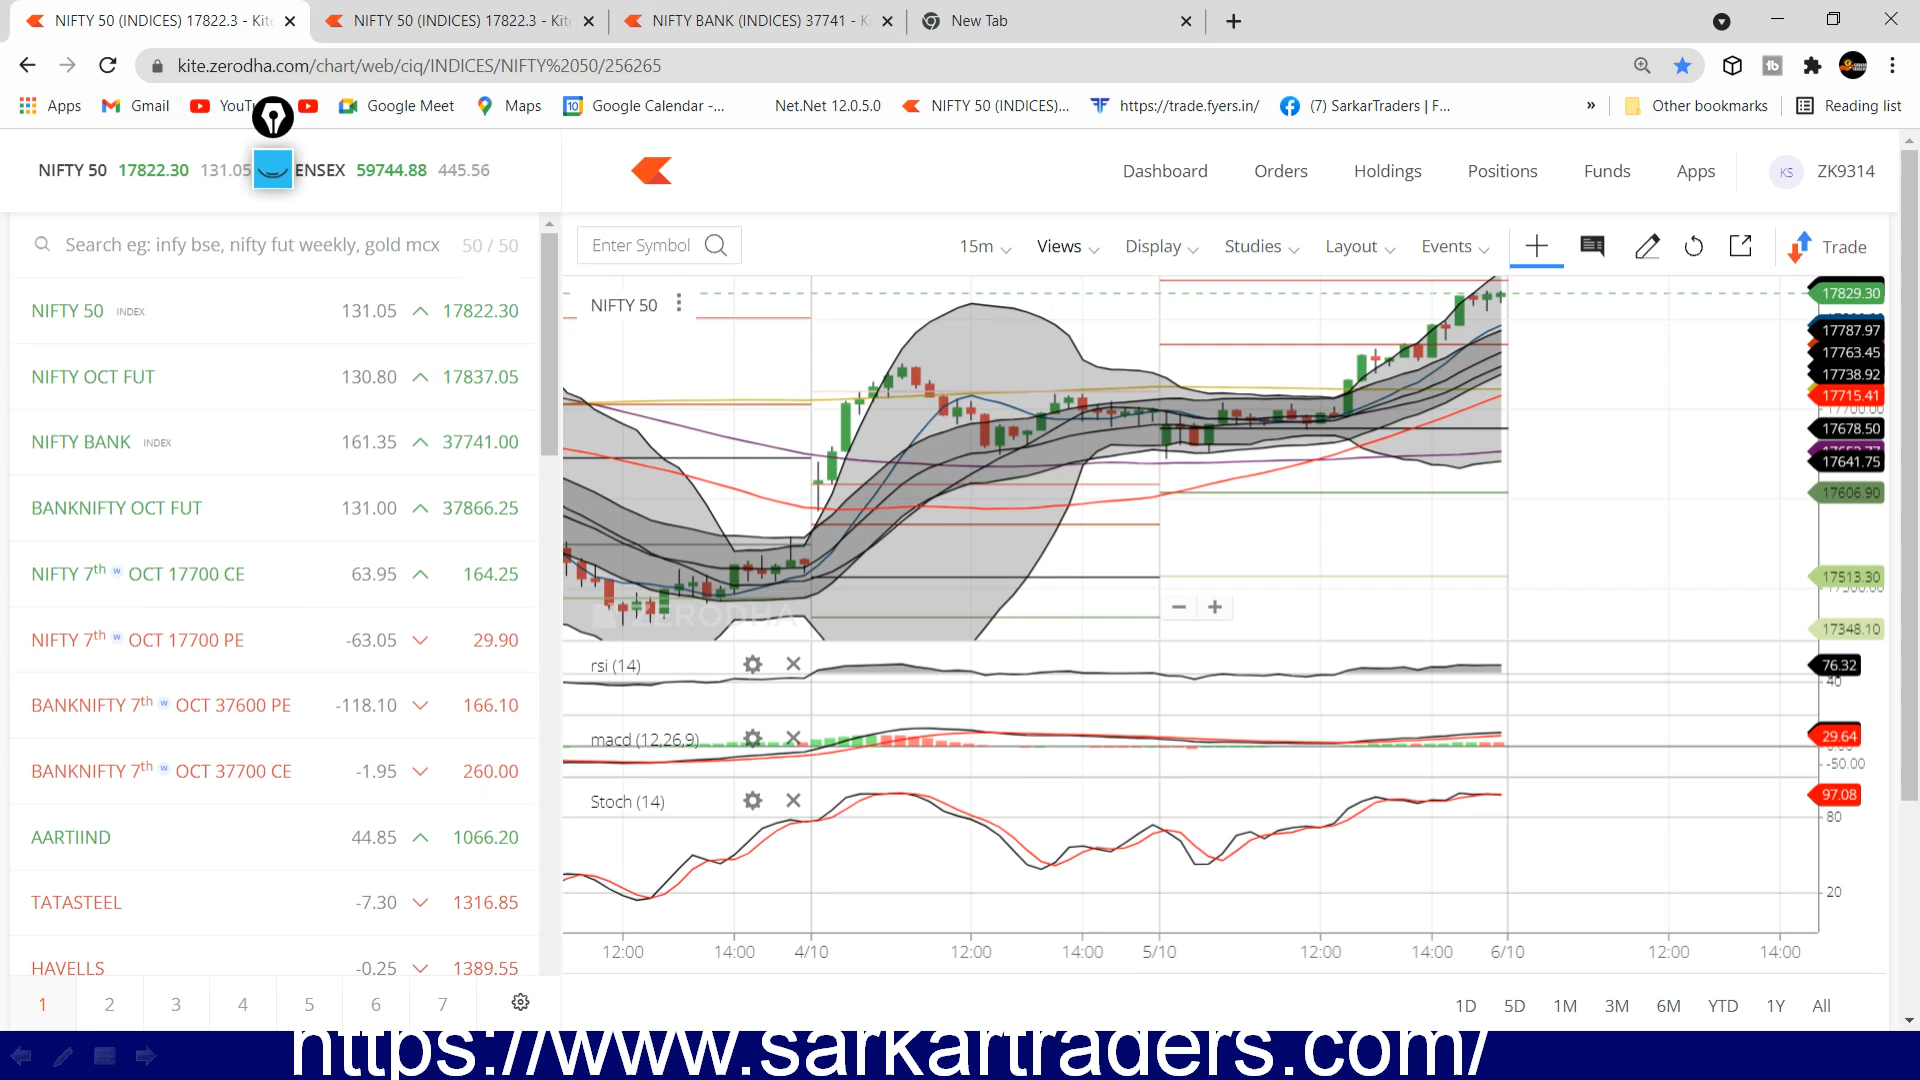 NIFTY 50 (INDICES) 17822.3 - Kite
NIFTY 50 (INDICES) 17822.3 - Kite
NIFTY BANK (INDICES) 37741 - K
New Tab
kite.zerodha.com/chart/web/ciq/INDICES/NIFTY%2050/256265
Apps
Gmail
YouTu
Google Meet
Maps
Google Calendar -...
Net.Net 12.0.5.0
NIFTY 50 (INDICES)...
https://trade.fyers.in/
(7) SarkarTraders | F...
»
Other bookmarks
Reading list
NIFTY 50 17822.30 131.05
ENSEX 59744.88 445.56
Dashboard
Orders
Holdings
Positions
Funds
Apps
KS
ZK9314
Search eg: infy bse, nifty fut weekly, gold mcx 50 / 50
NIFTY 50 INDEX 131.05 17822.30
NIFTY OCT FUT 130.80 17837.05
NIFTY BANK INDEX 161.35 37741.00
BANKNIFTY OCT FUT 131.00 37866.25
NIFTY 7th w OCT 17700 CE 63.95 164.25
NIFTY 7th w OCT 17700 PE -63.05 29.90
BANKNIFTY 7th w OCT 37600 PE -118.10 166.10
BANKNIFTY 7th w OCT 37700 CE -1.95 260.00
AARTIIND 44.85 1066.20
TATASTEEL -7.30 1316.85
HAVELLS -0.25 1389.55
1 2 3 4 5 6 7
Enter Symbol
15m
Views
Display
Studies
Layout
Events
Trade
NIFTY 50
17829.30
17787.97
17763.45
17738.92
17715.41
17700.00
17678.50
17641.75
17606.90
17513.30
17348.10
ZERODHA
rsi (14)
76.32
40
macd (12,26,9)
29.64
-50.00
Stoch (14)
97.08
80
20
12:00 14:00 4/10 12:00 14:00 5/10 12:00 14:00 6/10 12:00 14:00
1D 5D 1M 3M 6M YTD 1Y All
https://www.sarkartraders.com/